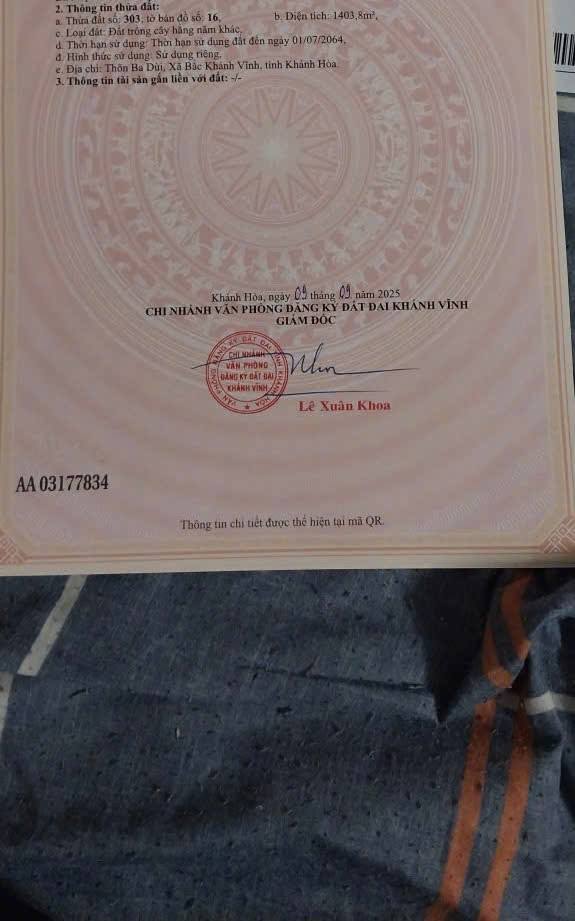 2. Thông tin thửa đất:
a. Thửa đất số: 303; tờ bản đồ số: 16, b. Diện tích: 1403,8m²,
c. Loại đất: Đất trồng cây hàng năm khác,
d. Thời hạn sử dụng: Thời hạn sử dụng đất đến ngày 01/07/2064,
đ. Hình thức sử dụng: Sử dụng riêng,
e. Địa chỉ: Thôn Ba Dùi, Xã Bắc Khánh Vĩnh, tỉnh Khánh Hòa.
3. Thông tin tài sản gắn liền với đất: -/-
Khánh Hòa, ngày 09 tháng 09 năm 2025
CHI NHÁNH VĂN PHÒNG ĐĂNG KÝ ĐẤT ĐAI KHÁNH VĨNH
GIÁM ĐỐC
CHI NHÁNH
VĂN PHÒNG
ĐĂNG KÝ ĐẤT ĐAI
KHÁNH VĨNH
Lê Xuân Khoa
AA 03177834
Thông tin chi tiết được thể hiện tại mã QR.